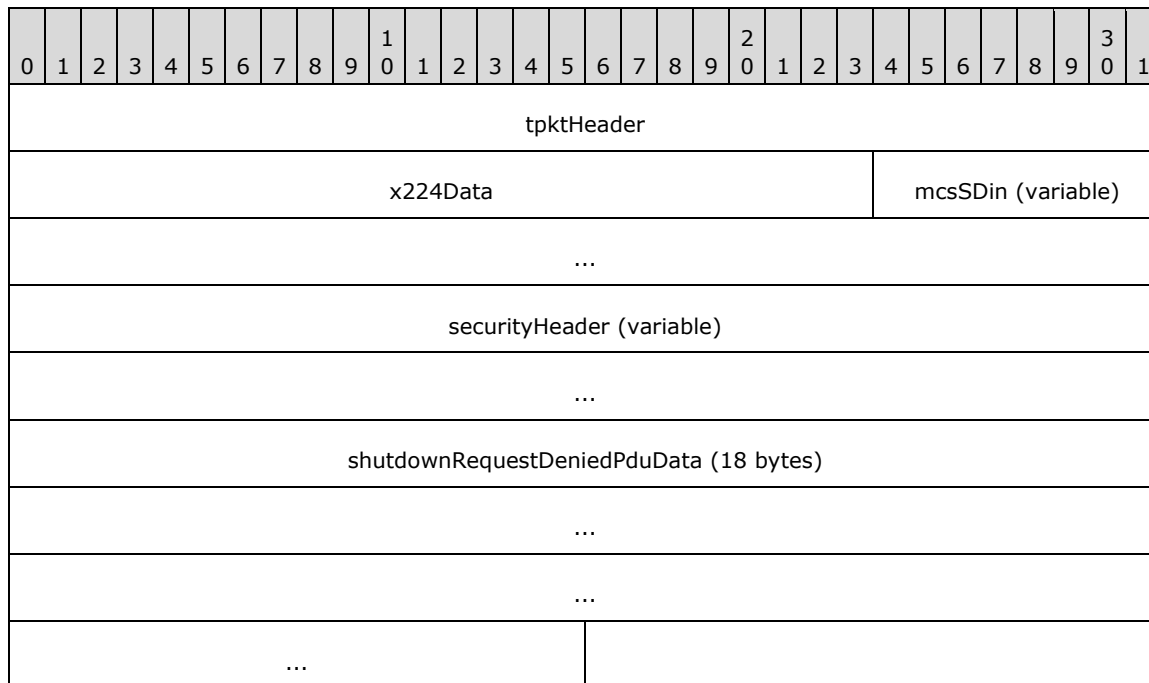 1 2 3
0 1 2 3 4 5 6 7 8 9 0 1 2 3 4 5 6 7 8 9 0 1 2 3 4 5 6 7 8 9 0 1
tpktHeader
x224Data mcsSDin (variable)
...
securityHeader (variable)
...
shutdownRequestDeniedPduData (18 bytes)
...
...
...